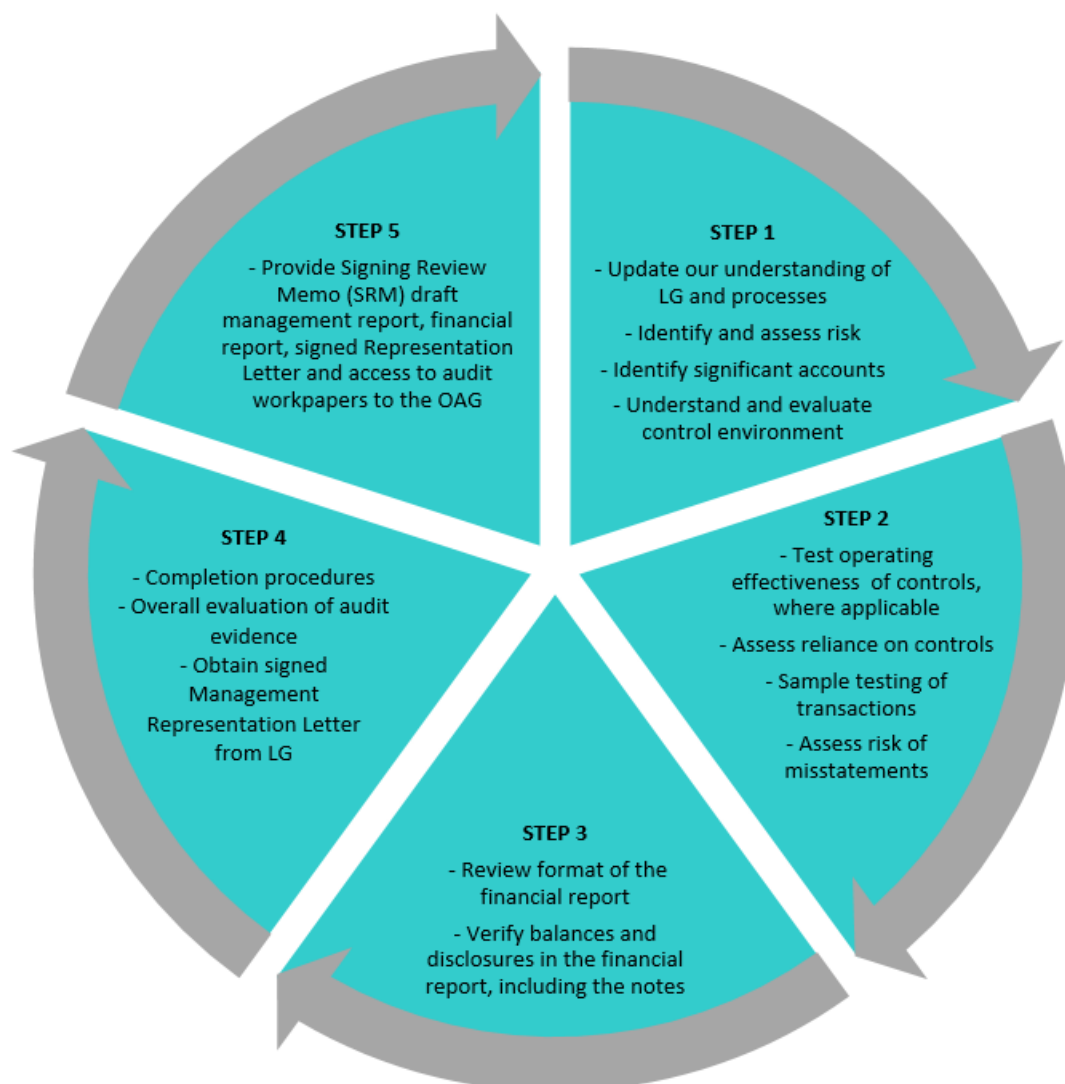 STEP 1
- Update our understanding of
LG and processes
- Identify and assess risk
- Identify significant accounts
- Understand and evaluate
control environment
STEP 2
- Test operating
effectiveness of controls,
where applicable
- Assess reliance on controls
- Sample testing of
transactions
- Assess risk of
misstatements
STEP 3
- Review format of the
financial report
- Verify balances and
disclosures in the financial
report, including the notes
STEP 4
- Completion procedures
- Overall evaluation of audit
evidence
- Obtain signed
Management
Representation Letter
from LG
STEP 5
- Provide Signing Review
Memo (SRM) draft
management report, financial
report, signed Representation
Letter and access to audit
workpapers to the OAG